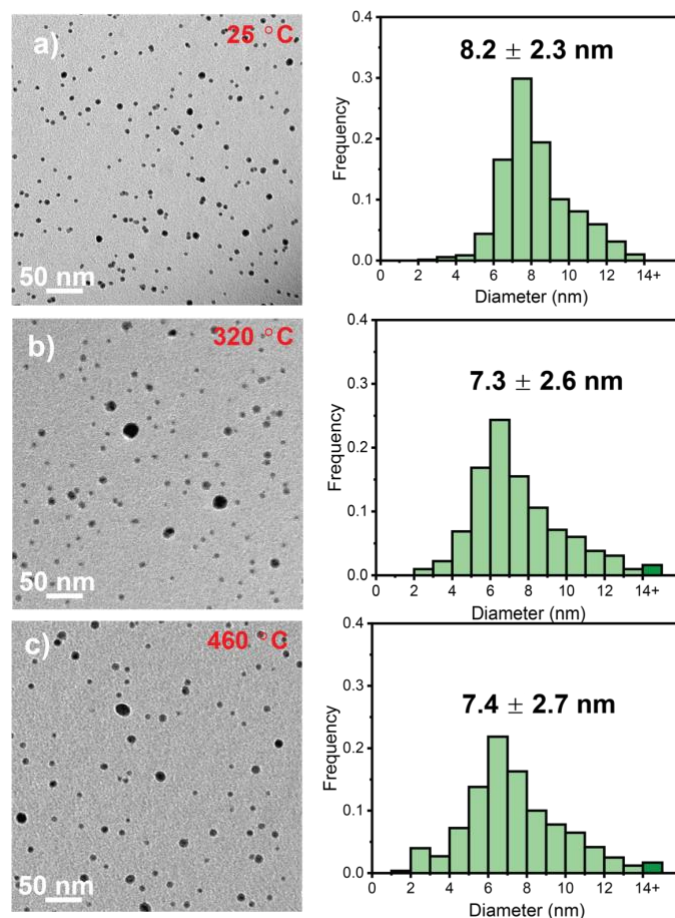 a)
25 °C
50 nm
8.2 ± 2.3 nm
Frequency
0.4
0.3
0.2
0.1
0.0
0 2 4 6 8 10 12 14+
Diameter (nm)
b)
320 °C
50 nm
7.3 ± 2.6 nm
Frequency
0.4
0.3
0.2
0.1
0.0
0 2 4 6 8 10 12 14+
Diameter (nm)
c)
460 °C
50 nm
7.4 ± 2.7 nm
Frequency
0.4
0.3
0.2
0.1
0.0
0 2 4 6 8 10 12 14+
Diameter (nm)